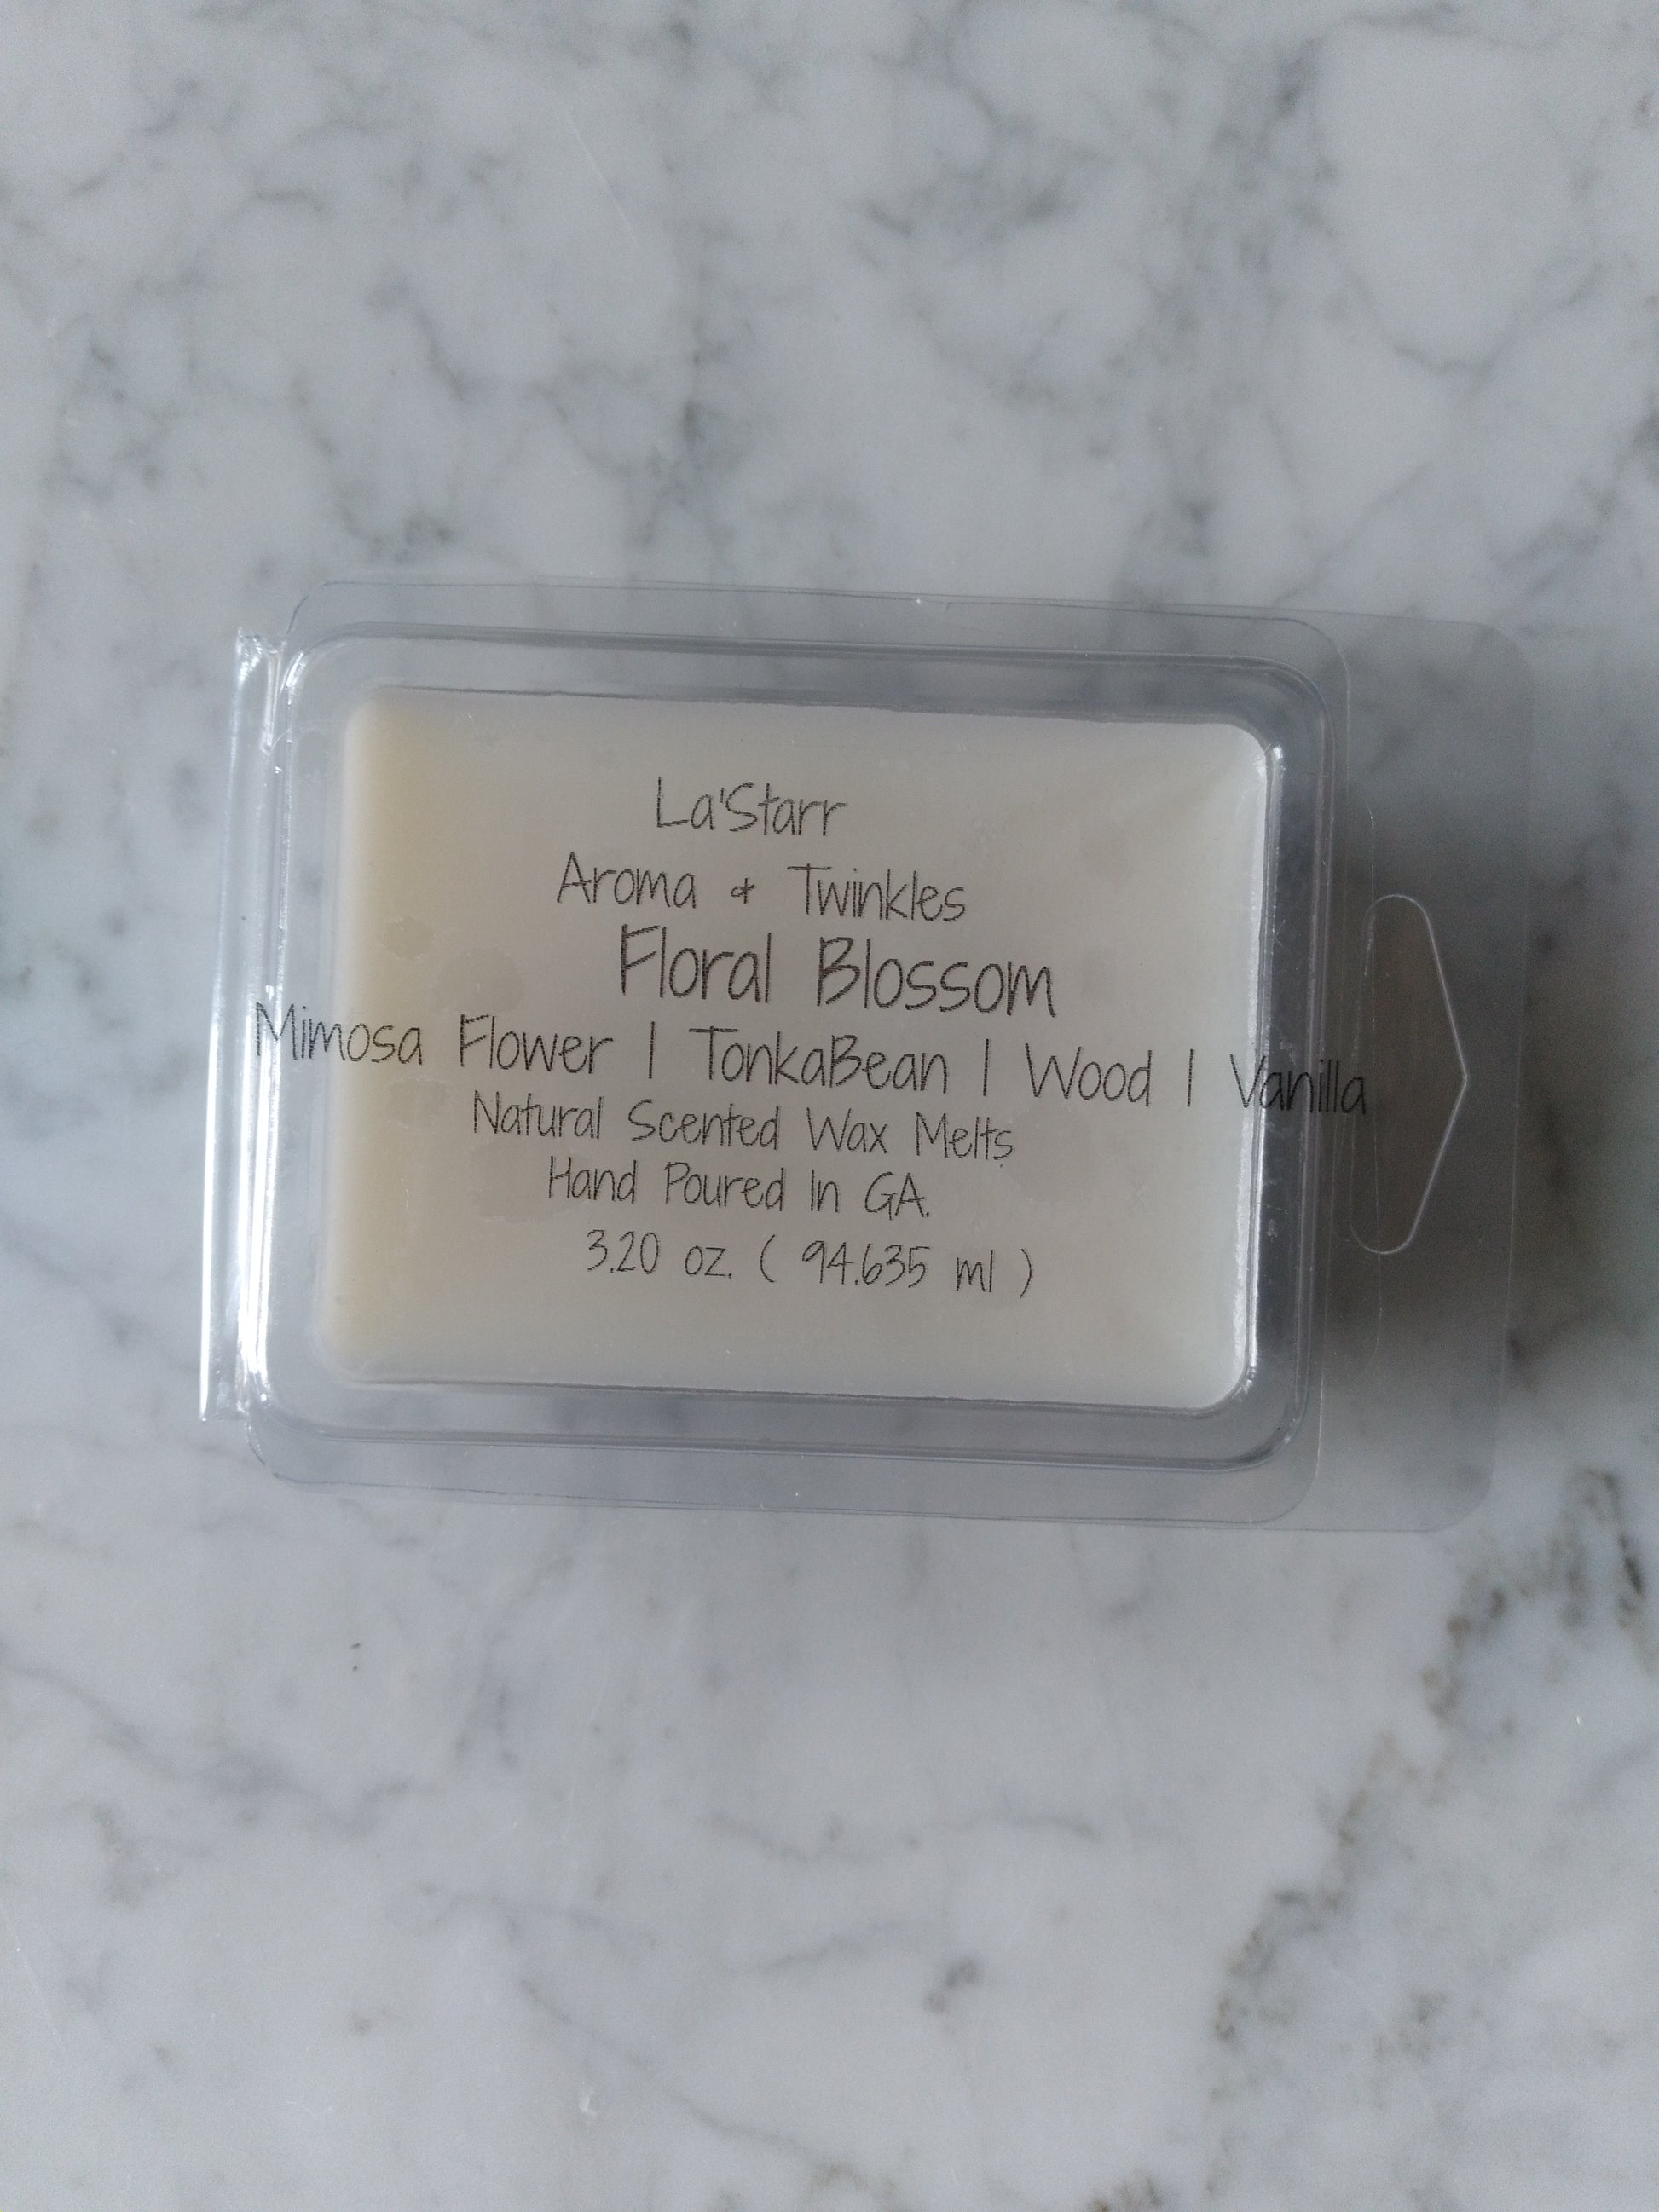 La'Starr
Aroma & Twinkles
Floral Blossom
Mimosa Flower | TonkaBean | Wood | Vanilla
Natural Scented Wax Melts
Hand Poured In GA.
3.20 oz. ( 94.635 ml )